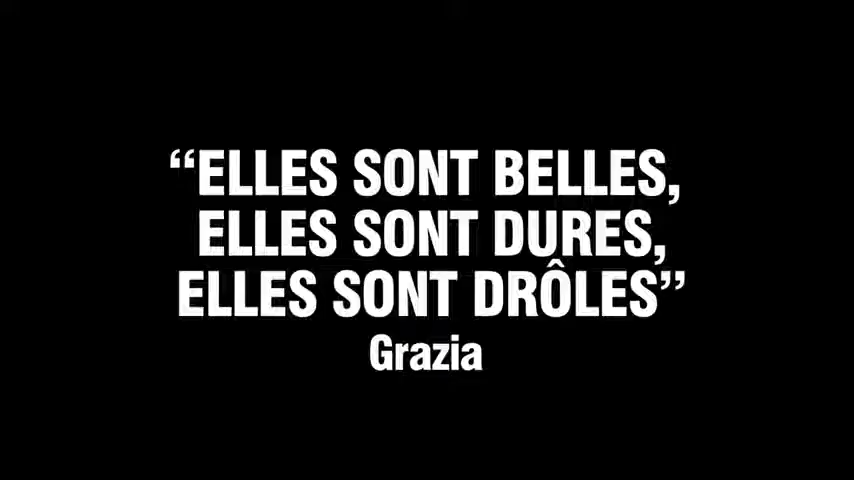 “ELLES SONT BELLES,
ELLES SONT DURES,
ELLES SONT DRÔLES”
Grazia